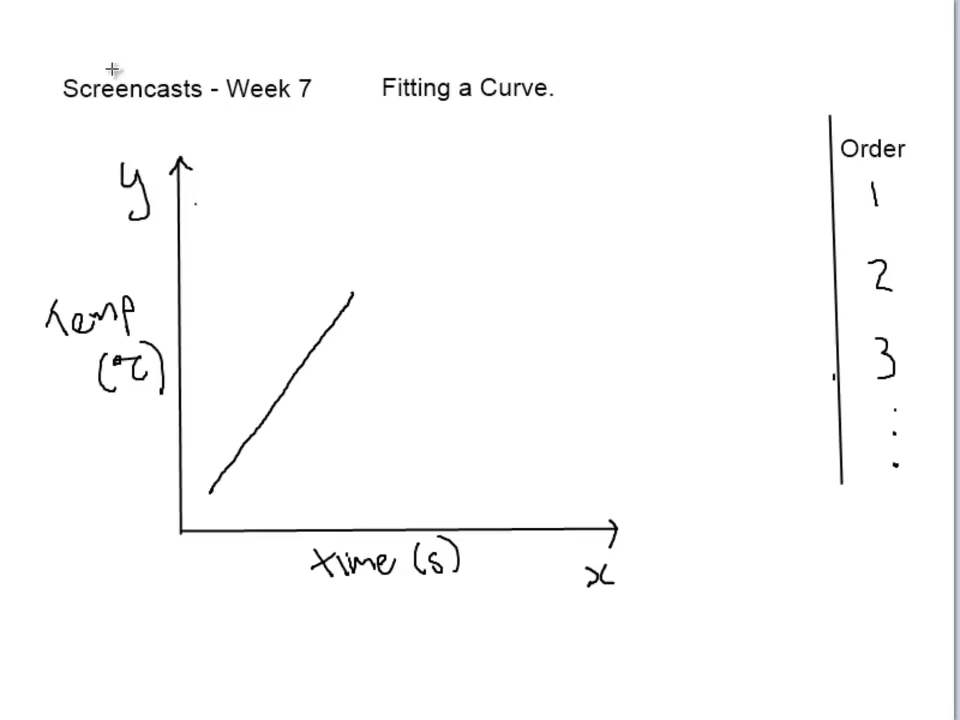 Screencasts - Week 7 Fitting a Curve.
Order
1
2
3
y
temp
(°C)
time (s)
x